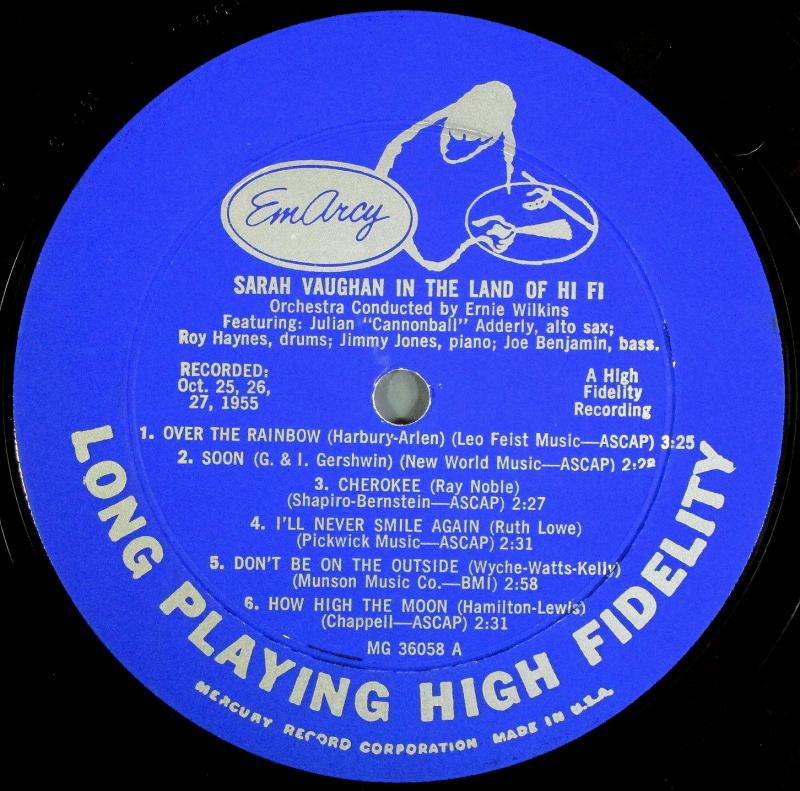 EmArcy
SARAH VAUGHAN IN THE LAND OF HI FI
Orchestra Conducted by Ernie Wilkins
Featuring: Julian "Cannonball" Adderly, alto sax;
Roy Haynes, drums; Jimmy Jones, piano; Joe Benjamin, bass.
RECORDED:
Oct. 25, 26,
27, 1955
A High
Fidelity
Recording
1. OVER THE RAINBOW (Harbury-Arlen) (Leo Feist Music—ASCAP) 3:25
2. SOON (G. & I. Gershwin) (New World Music—ASCAP)
3. CHEROKEE (Ray Noble)
(Shapiro-Bernstein—ASCAP) 2:27
4. I'LL NEVER SMILE AGAIN (Ruth Lowe)
(Pickwick Music—ASCAP) 2:31
5. DON'T BE ON THE OUTSIDE (Wyche-Watts-Kelly)
(Munson Music Co.—BMI) 2:58
6. HOW HIGH THE MOON (Hamilton-Lewis)
(Chappell—ASCAP) 2:31
MG 36058 A
LONG PLAYING HIGH FIDELITY
MERCURY RECORD CORPORATION MADE IN U.S.A.